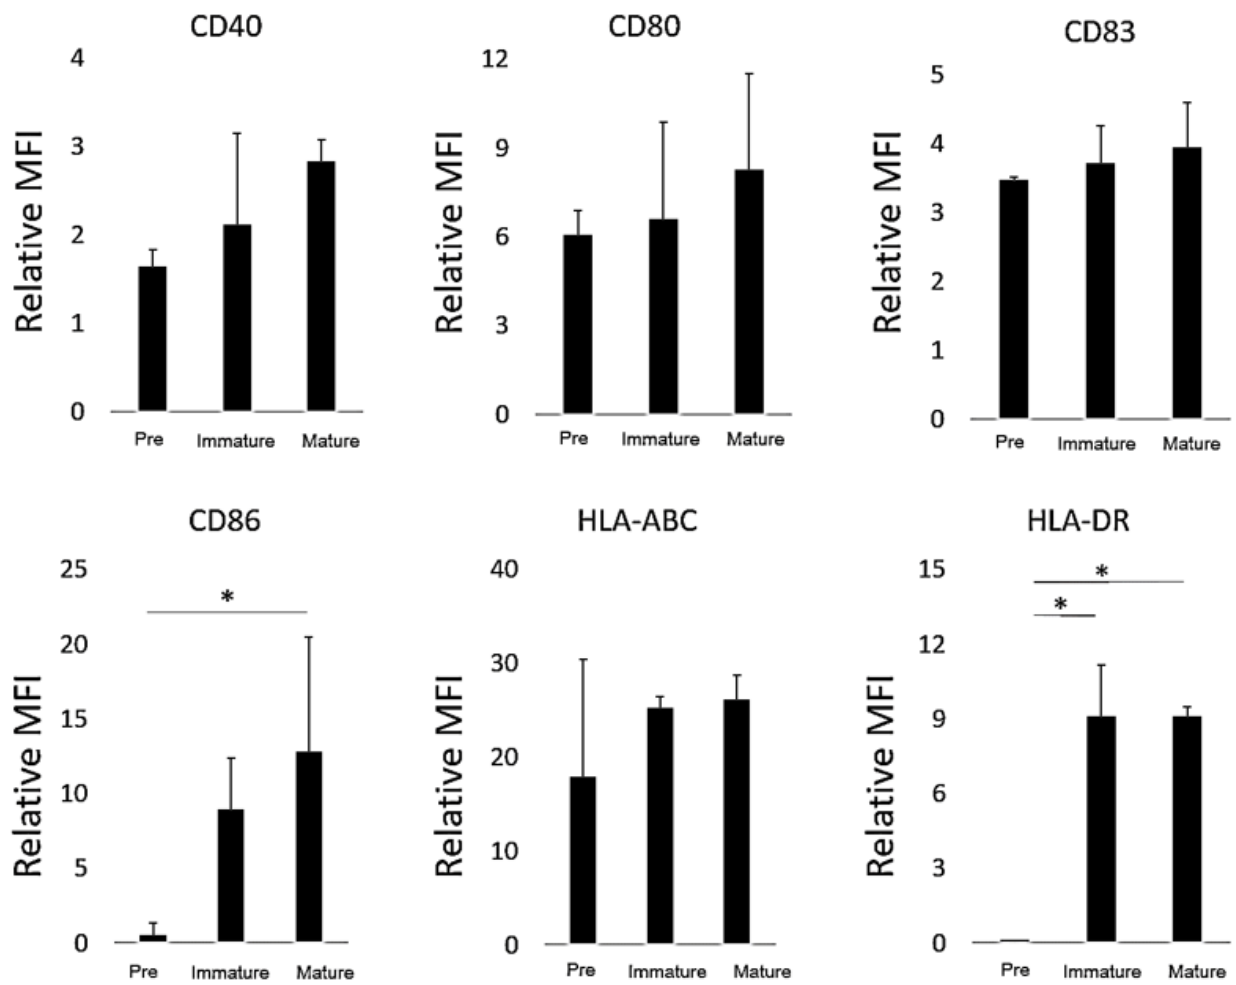 CD40
4
3
2
1
0
Relative MFI
Pre Immature Mature
CD80
12
9
6
3
0
Relative MFI
Pre Immature Mature
CD83
5
4
3
2
1
0
Relative MFI
Pre Immature Mature
CD86
25
20
15
10
5
0
Relative MFI
*
Pre Immature Mature
HLA-ABC
40
30
20
10
0
Relative MFI
Pre Immature Mature
HLA-DR
15
12
9
6
3
0
Relative MFI
*
*
Pre Immature Mature